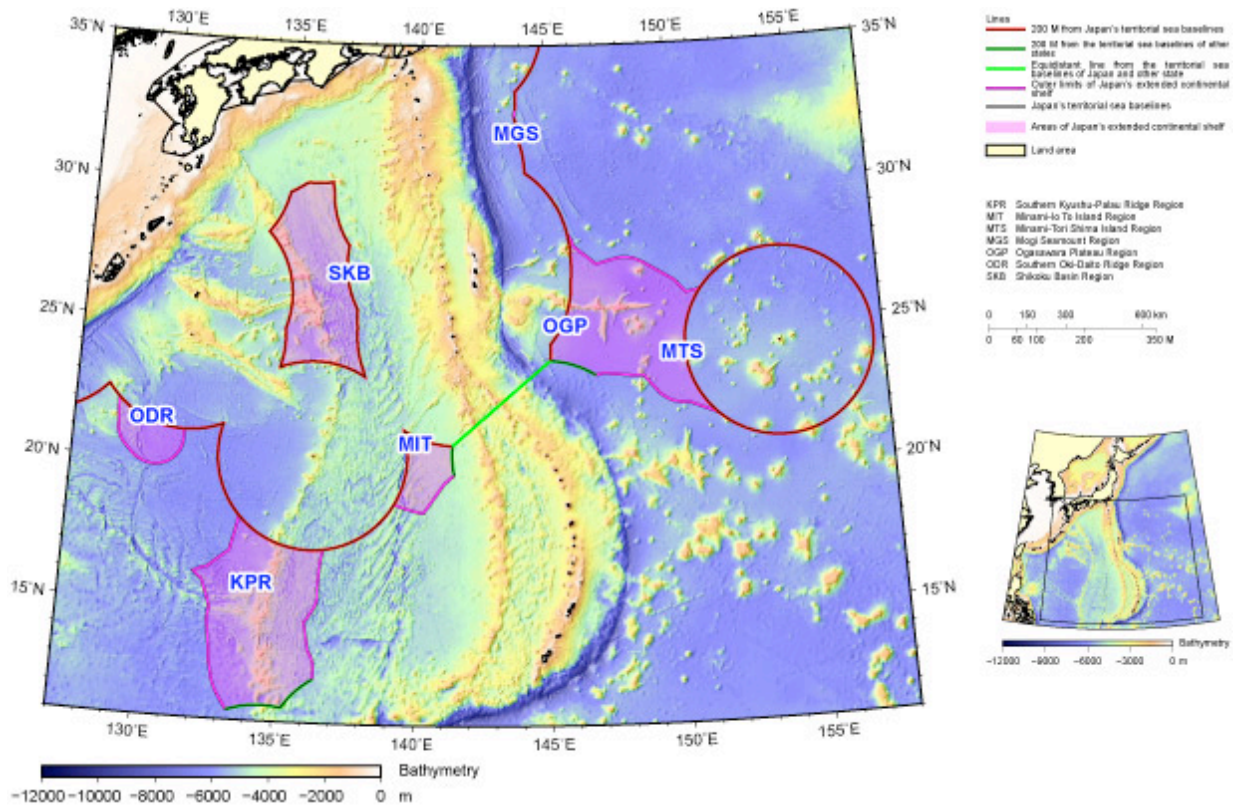 130˚E 135˚E 140˚E 145˚E 150˚E 155˚E
35˚N 35˚N
30˚N 30˚N
25˚N 25˚N
20˚N 20˚N
15˚N 15˚N
MGS
SKB
OGP
MTS
ODR
MIT
KPR
130˚E 135˚E 140˚E 145˚E 150˚E 155˚E
Bathymetry
−12000 −10000 −8000 −6000 −4000 −2000 0 m
Lines
200 M from Japan's territorial sea baselines
200 M from the territorial sea baselines of other
states
Equidistant line from the territorial sea
baselines of Japan and other state
Outer limits of Japan's extended continental
shelf
Japan's territorial sea baselines
Areas of Japan's extended continental shelf
Land area
KPR Southern Kyushu-Palau Ridge Region
MIT Minami-Io To Island Region
MTS Minami-Tori Shima Island Region
MGS Mogi Seamount Region
OGP Ogasawara Plateau Region
ODR Southern Oki-Daito Ridge Region
SKB Shikoku Basin Region
0 150 300 600 km
0 50 100 200 350 M
Bathymetry
−12000 −9000 −6000 −3000 0 m